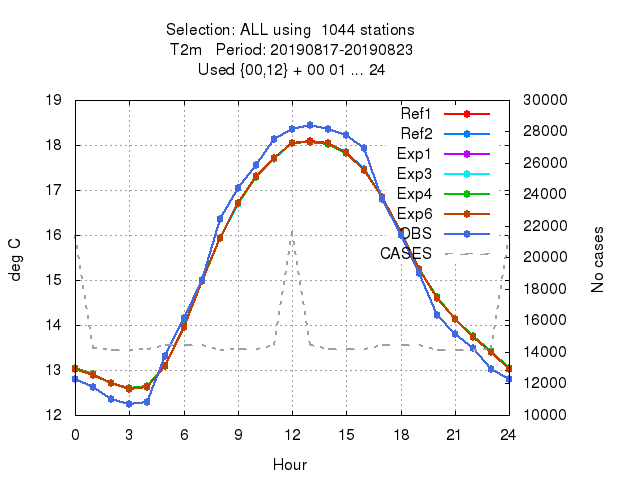 Selection: ALL using  1044 stations
T2m   Period: 20190817-20190823
Used {00,12} + 00 01 ... 24
19
18
17
16
15
14
13
12
deg C
30000
28000
26000
24000
22000
20000
18000
16000
14000
12000
10000
No cases
Ref1
Ref2
Exp1
Exp3
Exp4
Exp6
OBS
CASES
0 3 6 9 12 15 18 21 24
Hour